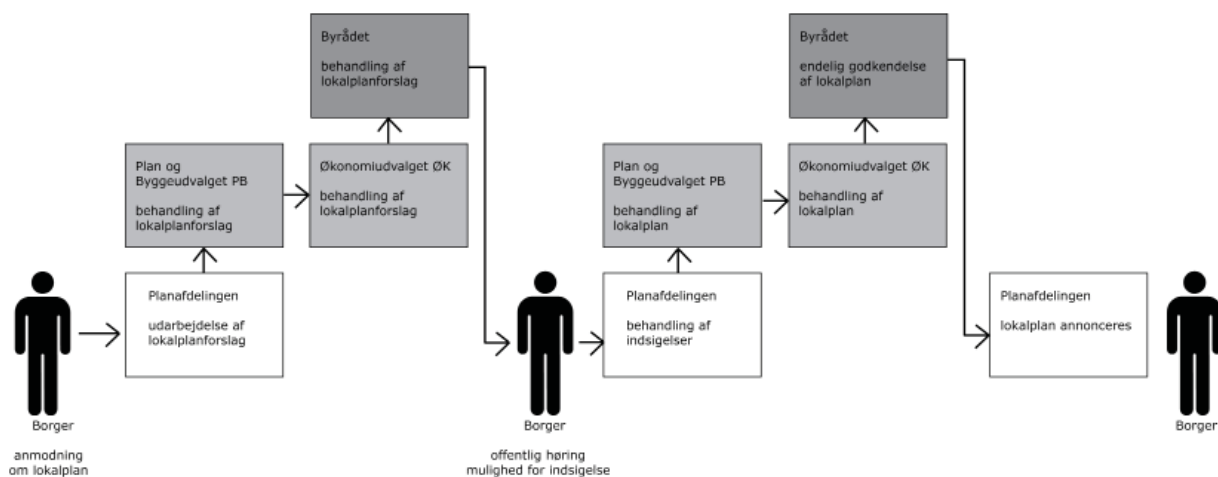 Borger
anmodning
om lokalplan
Planafdelingen
udarbejdelse af
lokalplanforslag
Plan og
Byggeudvalget PB
behandling af
lokalplanforslag
Økonomiudvalget ØK
behandling af
lokalplanforslag
Byrådet
behandling af
lokalplanforslag
Borger
offentlig høring
mulighed for indsigelse
Planafdelingen
behandling af
indsigelser
Plan og
Byggeudvalget PB
behandling af
lokalplan
Økonomiudvalget ØK
behandling af
lokalplan
Byrådet
endelig godkendelse
af lokalplan
Planafdelingen
lokalplan annonceres
Borger